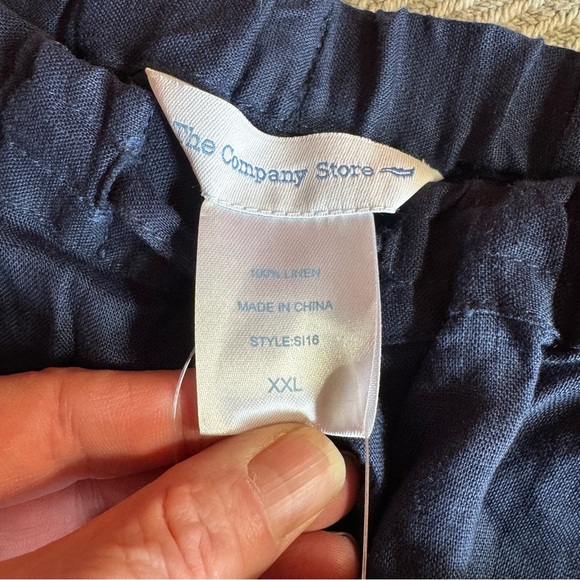 The Company Store
100% LINEN
MADE IN CHINA
STYLE:SI16
XXL